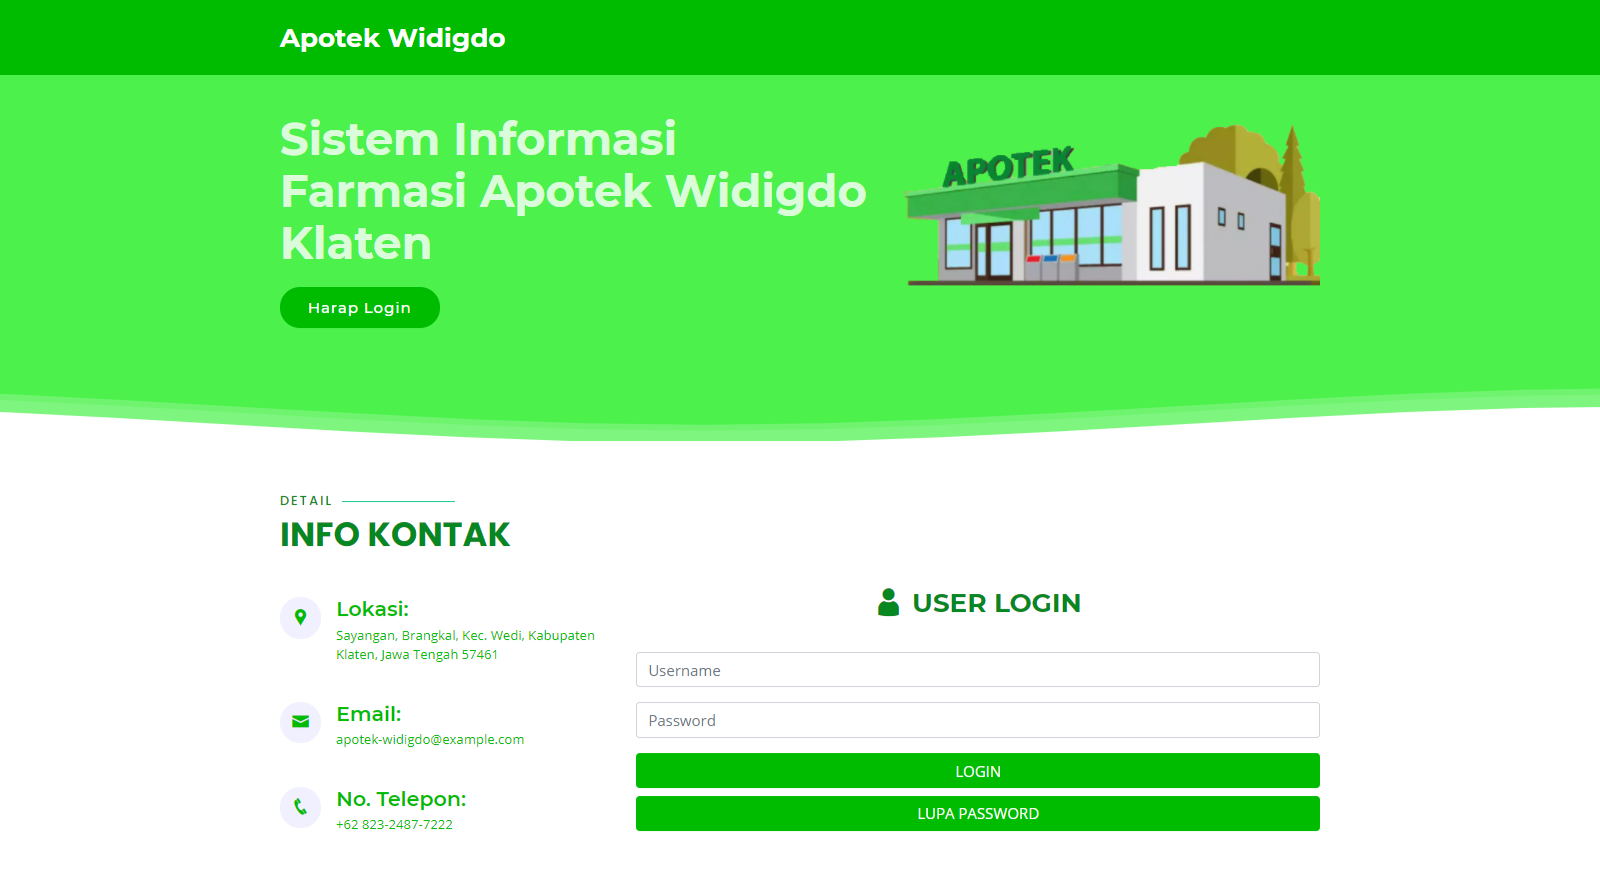 Apotek Widigdo
Sistem Informasi
Farmasi Apotek Widigdo
Klaten
Harap Login
APOTEK
DETAIL
INFO KONTAK
Lokasi:
Sayangan, Brangkal, Kec. Wedi, Kabupaten
Klaten, Jawa Tengah 57461
Email:
apotek-widigdo@example.com
No. Telepon:
+62 823-2487-7222
USER LOGIN
Username
Password
LOGIN
LUPA PASSWORD